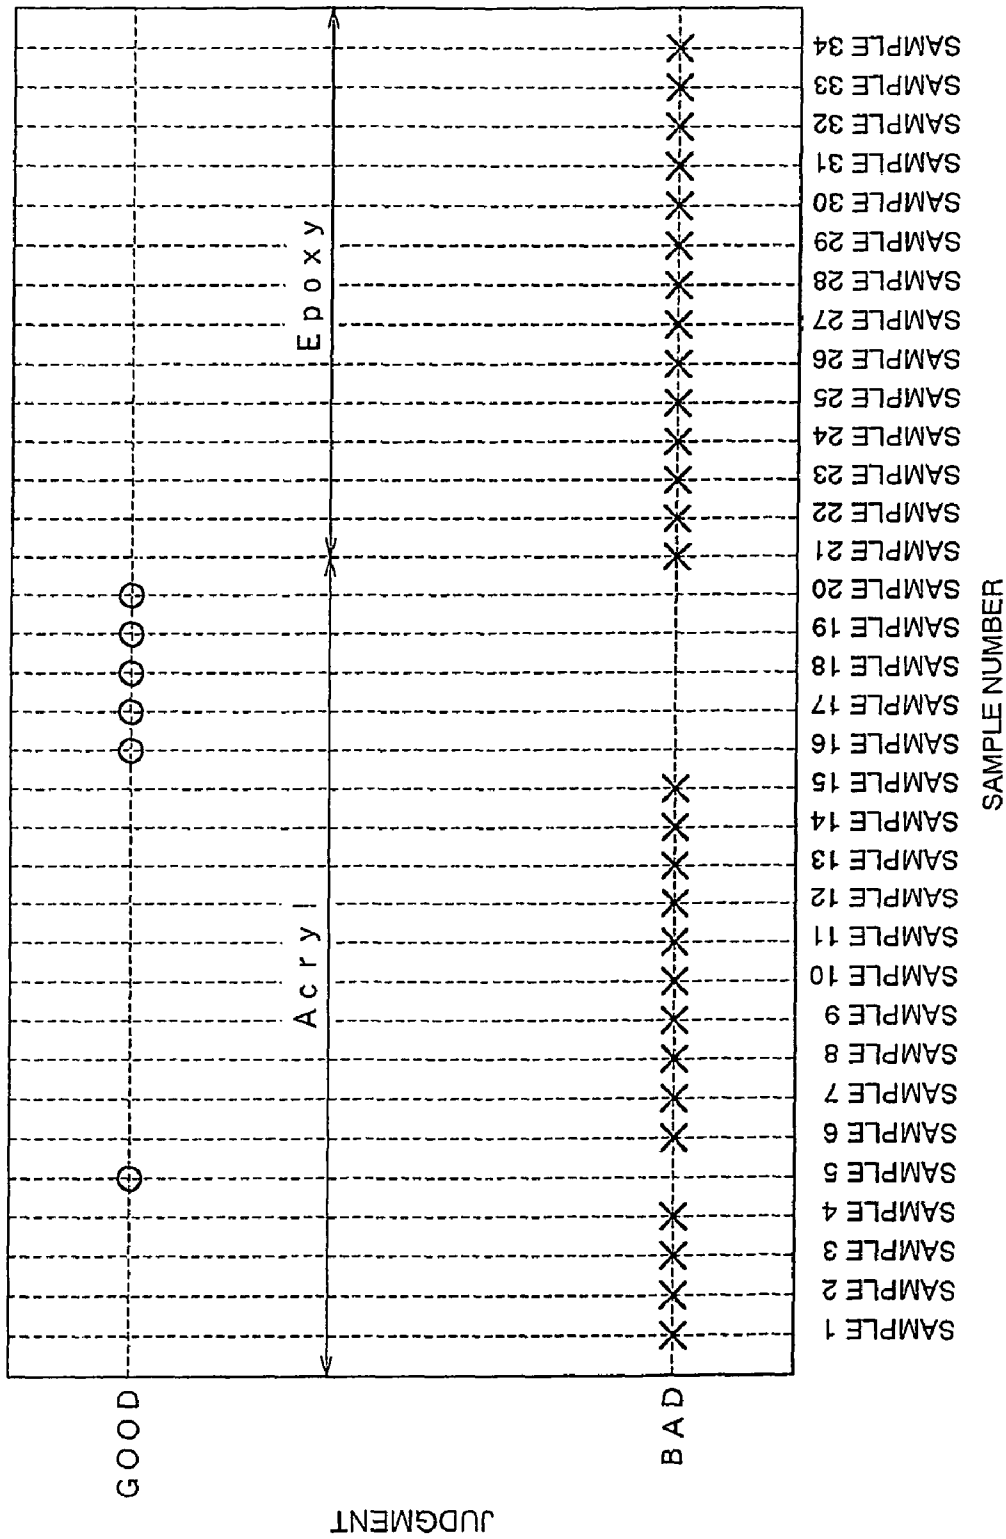 JUDGMENT
GOOD
BAD
Acryl
Epoxy
SAMPLE 1
SAMPLE 2
SAMPLE 3
SAMPLE 4
SAMPLE 5
SAMPLE 6
SAMPLE 7
SAMPLE 8
SAMPLE 9
SAMPLE 10
SAMPLE 11
SAMPLE 12
SAMPLE 13
SAMPLE 14
SAMPLE 15
SAMPLE 16
SAMPLE 17
SAMPLE 18
SAMPLE 19
SAMPLE 20
SAMPLE 21
SAMPLE 22
SAMPLE 23
SAMPLE 24
SAMPLE 25
SAMPLE 26
SAMPLE 27
SAMPLE 28
SAMPLE 29
SAMPLE 30
SAMPLE 31
SAMPLE 32
SAMPLE 33
SAMPLE 34
SAMPLE NUMBER